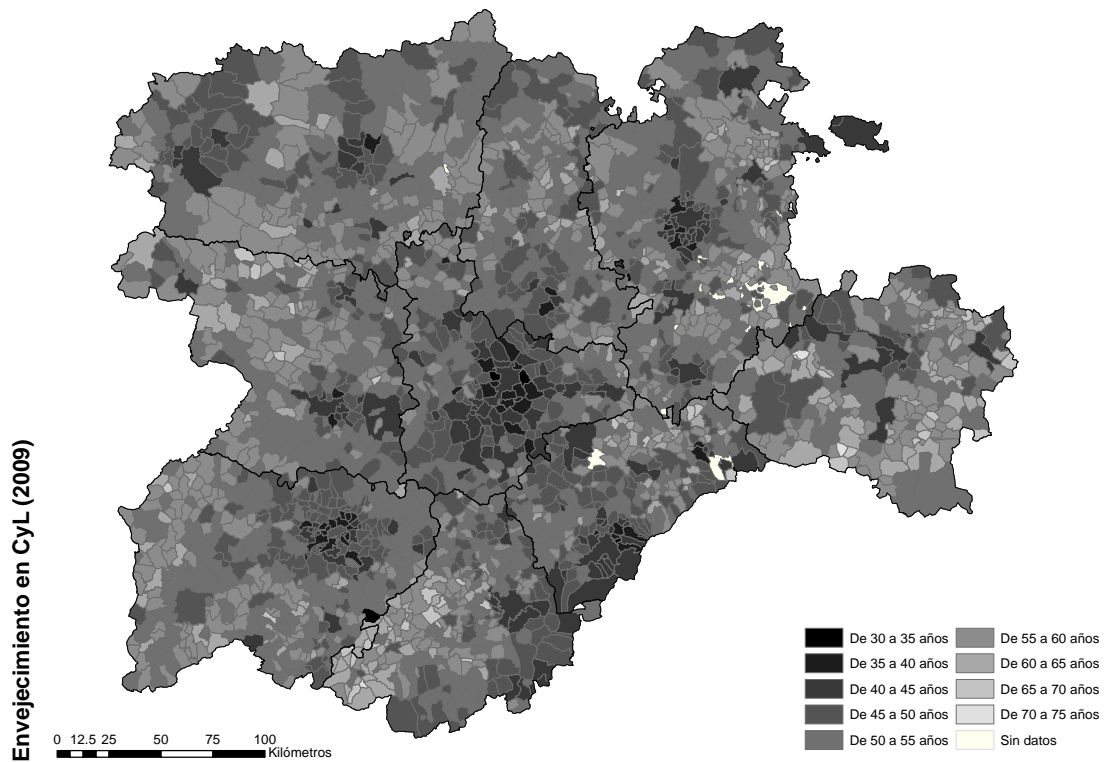 Envejecimiento en CyL (2009)
0 12.5 25 50 75 100
Kilómetros
De 30 a 35 años
De 35 a 40 años
De 40 a 45 años
De 45 a 50 años
De 50 a 55 años
De 55 a 60 años
De 60 a 65 años
De 65 a 70 años
De 70 a 75 años
Sin datos